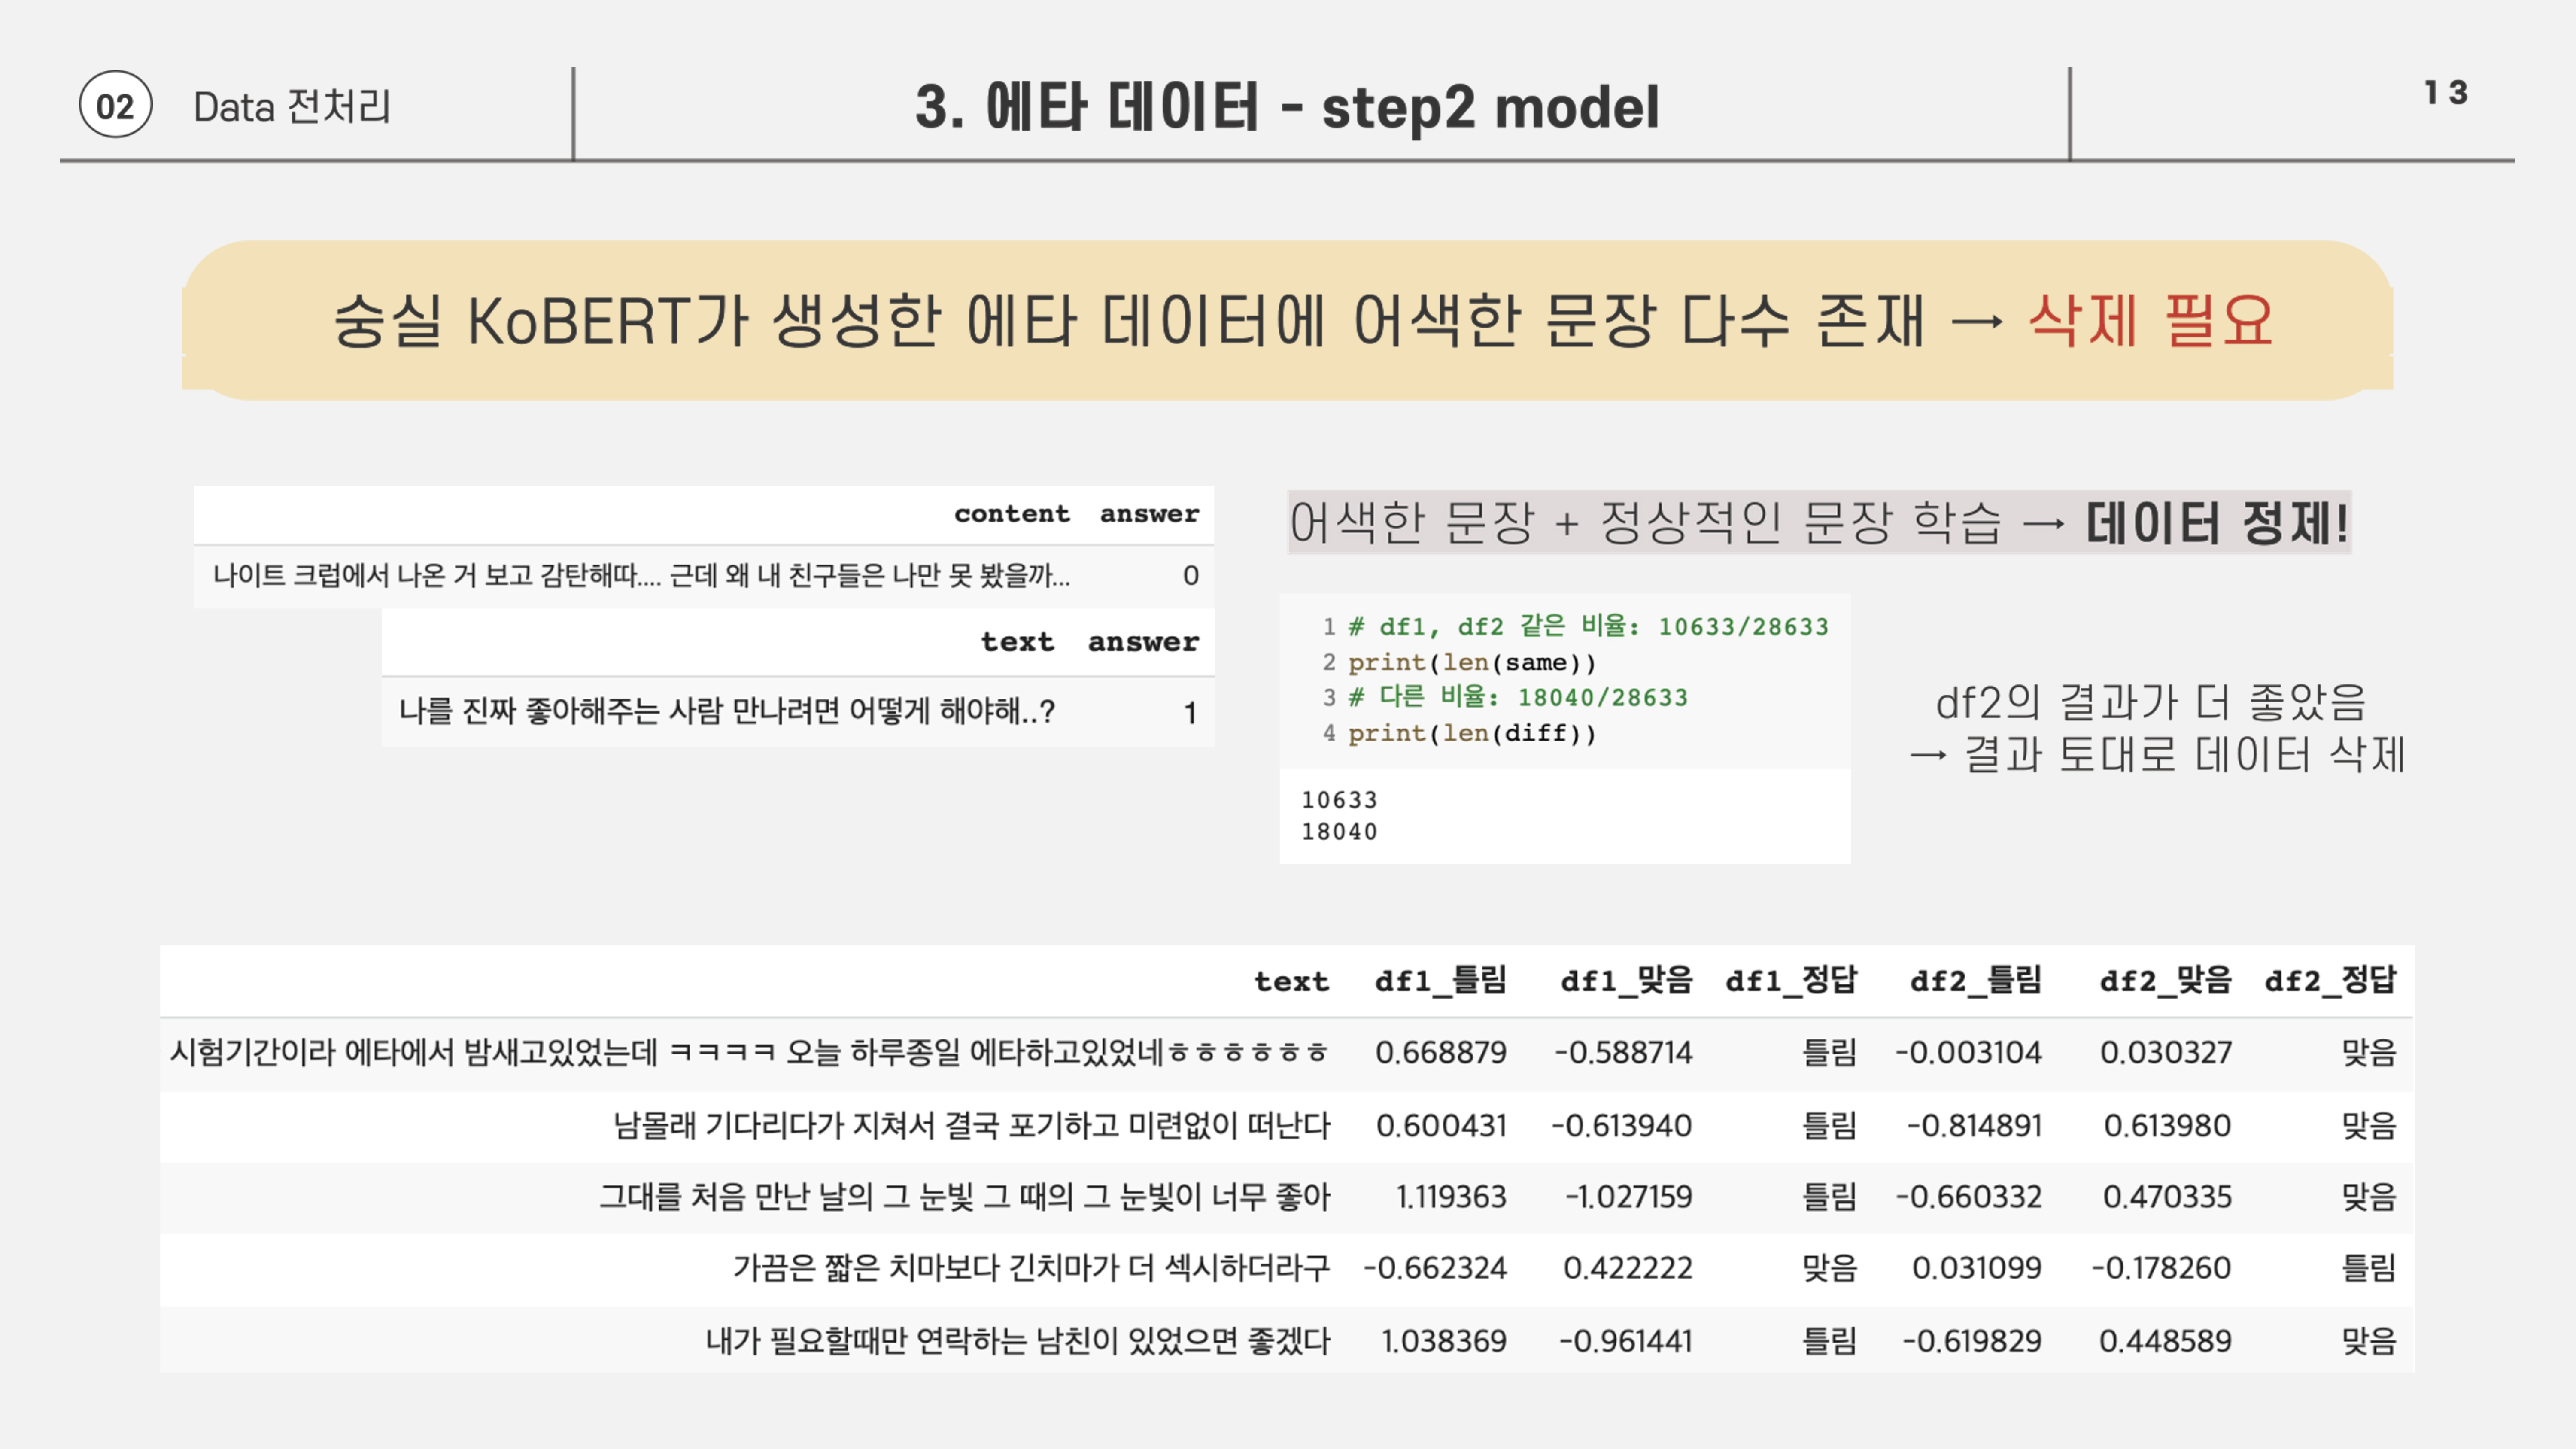 02 Data 전처리
3. 에타 데이터 - step2 model
13
숭실 KoBERT가 생성한 에타 데이터에 어색한 문장 다수 존재 → 삭제 필요
content answer
나이트 크럽에서 나온 거 보고 감탄해따.... 근데 왜 내 친구들은 나만 못 봤을까... 0
text answer
나를 진짜 좋아해주는 사람 만나려면 어떻게 해야해..? 1
어색한 문장 + 정상적인 문장 학습 → 데이터 정제!
1 # df1, df2 같은 비율: 10633/28633
2 print(len(same))
3 # 다른 비율: 18040/28633
4 print(len(diff))
10633
18040
df2의 결과가 더 좋았음
→ 결과 토대로 데이터 삭제
text df1_틀림 df1_맞음 df1_정답 df2_틀림 df2_맞음 df2_정답
시험기간이라 에타에서 밤새고있었는데 ㅋㅋㅋㅋ 오늘 하루종일 에타하고있었네ㅎㅎㅎㅎㅎㅎ 0.668879 -0.588714 틀림 -0.003104 0.030327 맞음
남몰래 기다리다가 지쳐서 결국 포기하고 미련없이 떠난다 0.600431 -0.613940 틀림 -0.814891 0.613980 맞음
그대를 처음 만난 날의 그 눈빛 그 때의 그 눈빛이 너무 좋아 1.119363 -1.027159 틀림 -0.660332 0.470335 맞음
가끔은 짧은 치마보다 긴치마가 더 섹시하더라구 -0.662324 0.422222 맞음 0.031099 -0.178260 틀림
내가 필요할때만 연락하는 남친이 있었으면 좋겠다 1.038369 -0.961441 틀림 -0.619829 0.448589 맞음